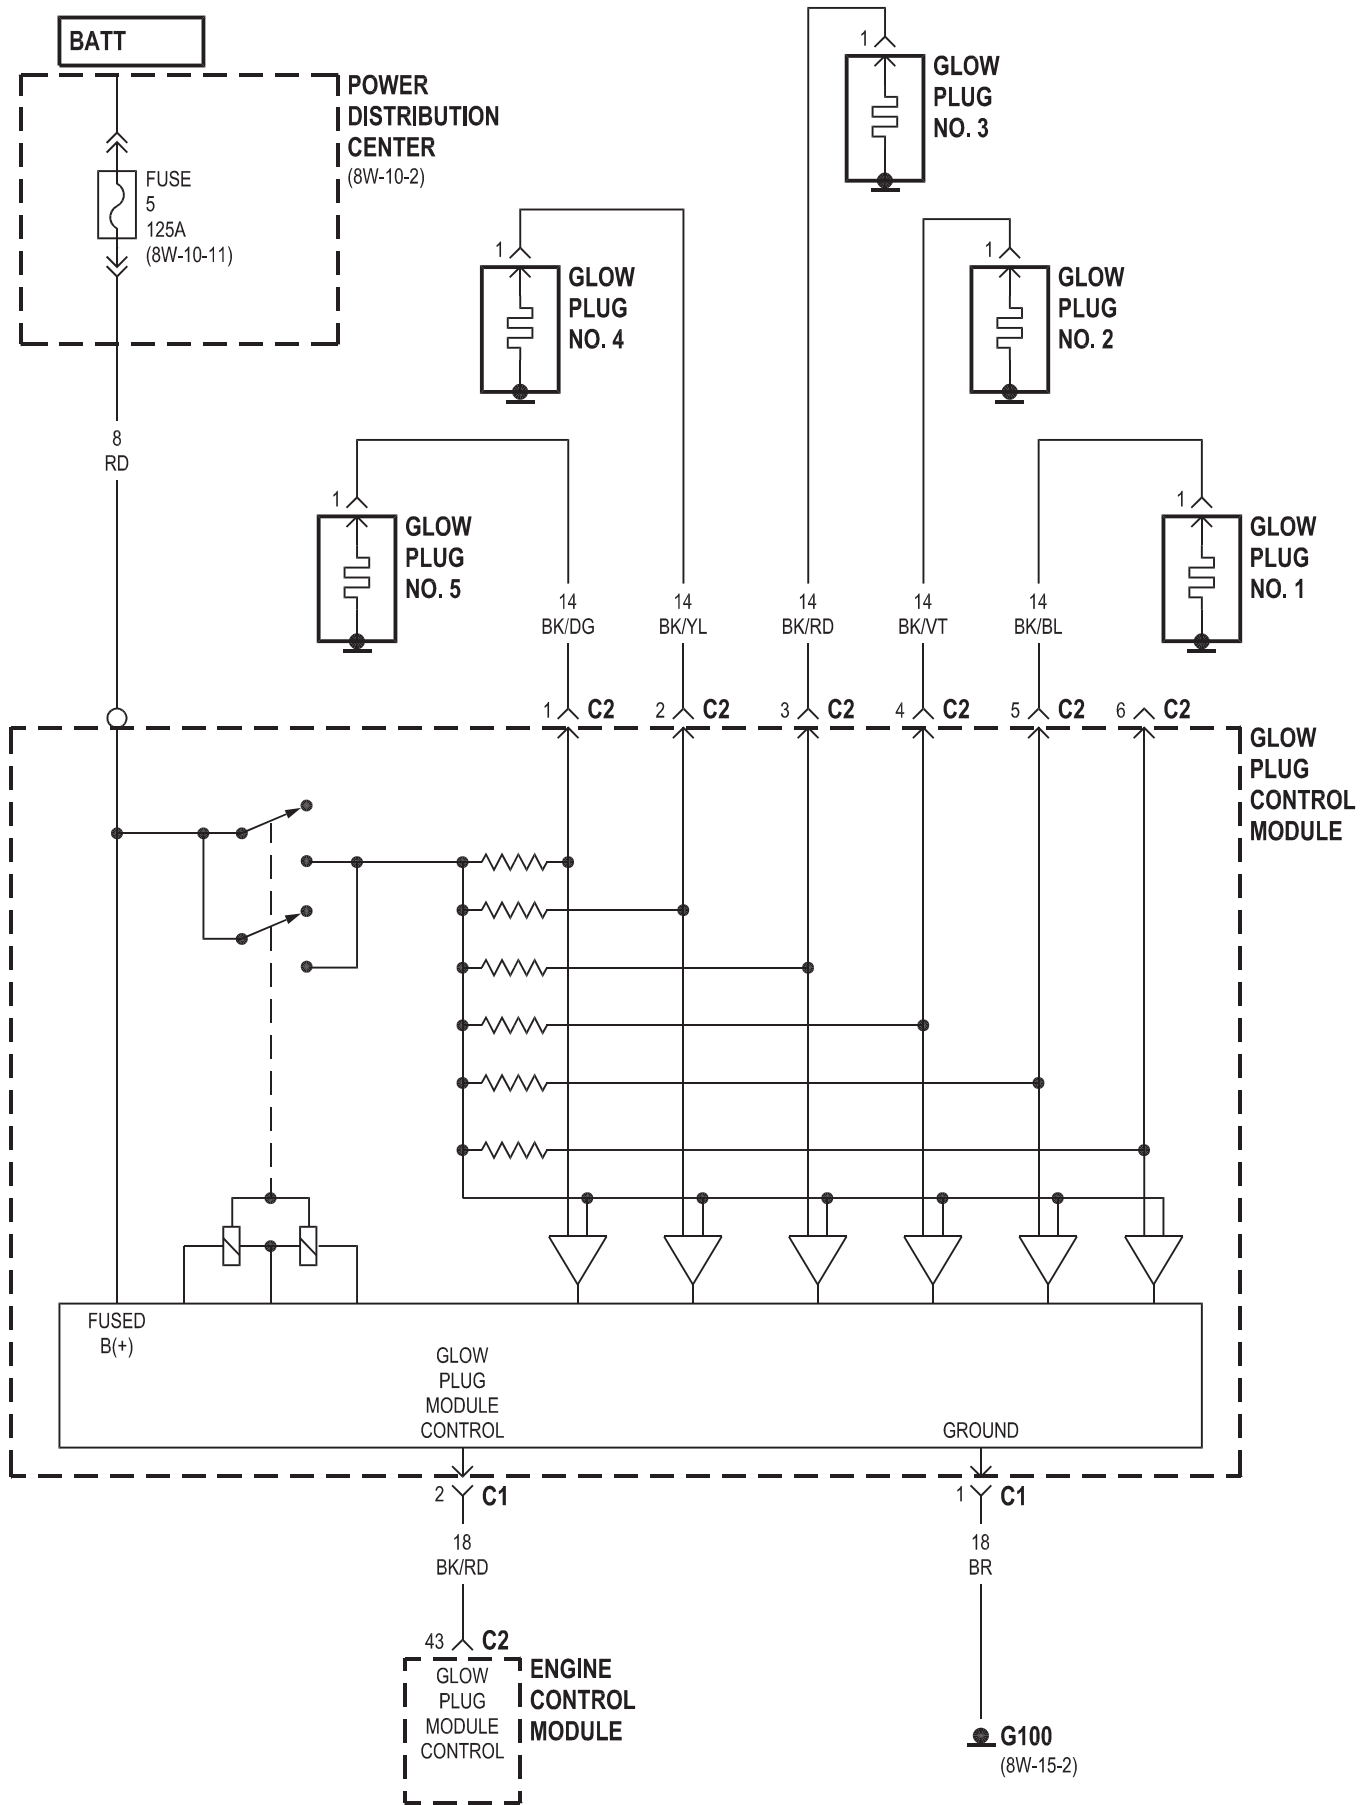 BATT
POWER
DISTRIBUTION
CENTER
(8W-10-2)
FUSE
5
125A
(8W-10-11)
8
RD
1
GLOW
PLUG
NO. 3
1
GLOW
PLUG
NO. 4
1
GLOW
PLUG
NO. 2
1
GLOW
PLUG
NO. 5
1
GLOW
PLUG
NO. 1
14
BK/DG
14
BK/YL
14
BK/RD
14
BK/VT
14
BK/BL
1 C2
2 C2
3 C2
4 C2
5 C2
6 C2
GLOW
PLUG
CONTROL
MODULE
FUSED
B(+)
GLOW
PLUG
MODULE
CONTROL
GROUND
2 C1
1 C1
18
BK/RD
18
BR
43 C2
GLOW
PLUG
MODULE
CONTROL
ENGINE
CONTROL
MODULE
G100
(8W-15-2)